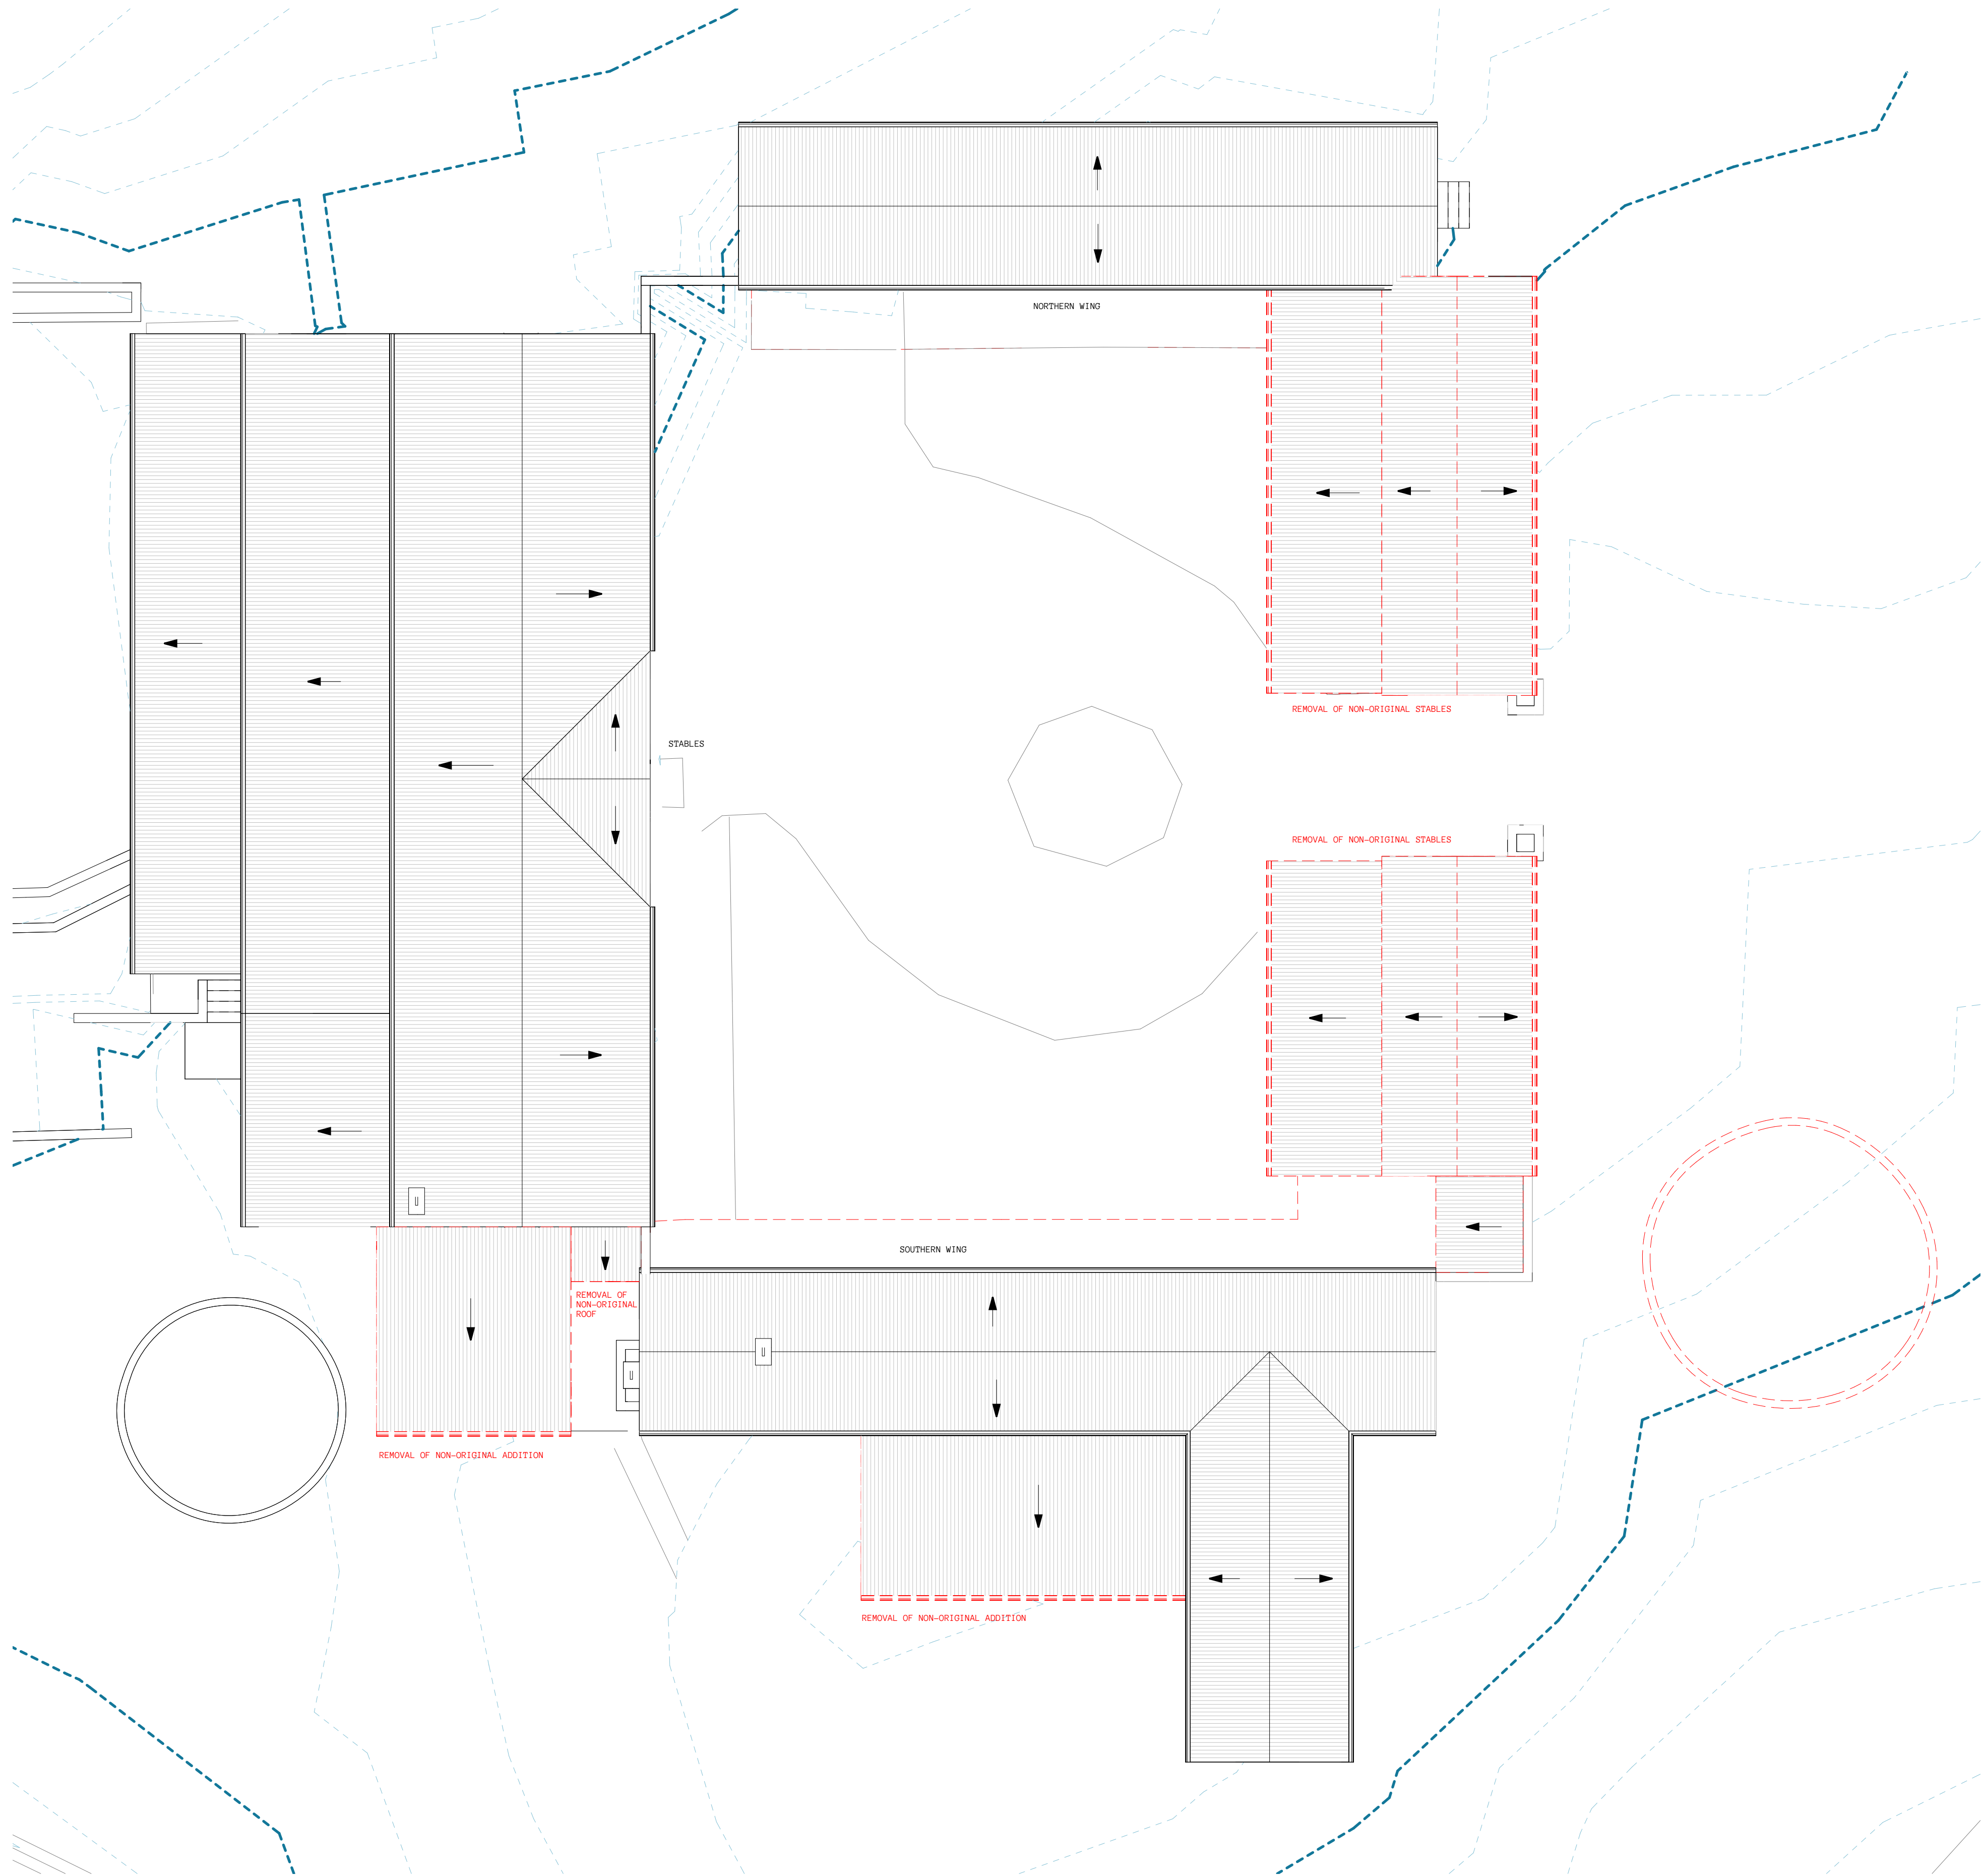 NORTHERN WING
REMOVAL OF NON-ORIGINAL STABLES
STABLES
REMOVAL OF NON-ORIGINAL STABLES
SOUTHERN WING
REMOVAL OF
NON-ORIGINAL
ROOF
REMOVAL OF NON-ORIGINAL ADDITION
REMOVAL OF NON-ORIGINAL ADDITION